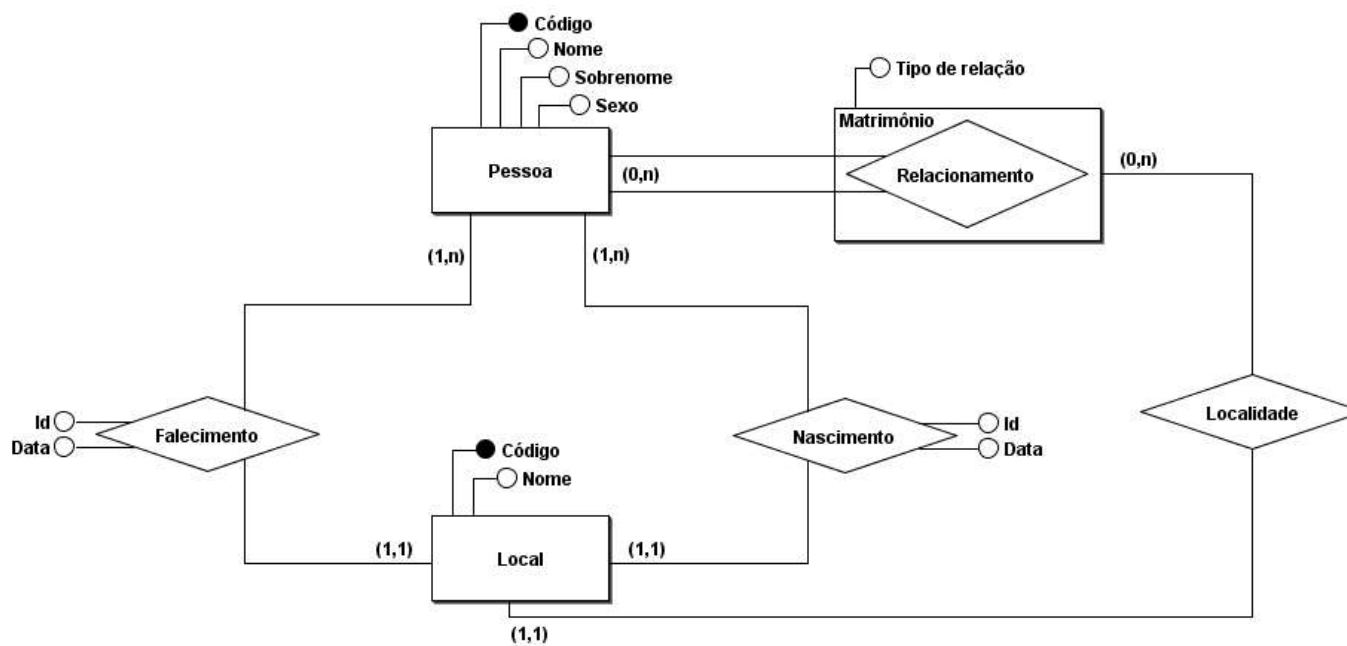 Código
Nome
Sobrenome
Sexo
Pessoa
Tipo de relação
Matrimônio
Relacionamento
(0,n)
(0,n)
(1,n)
(1,n)
Id
Data
Falecimento
Nascimento
Id
Data
Localidade
Código
Nome
Local
(1,1)
(1,1)
(1,1)